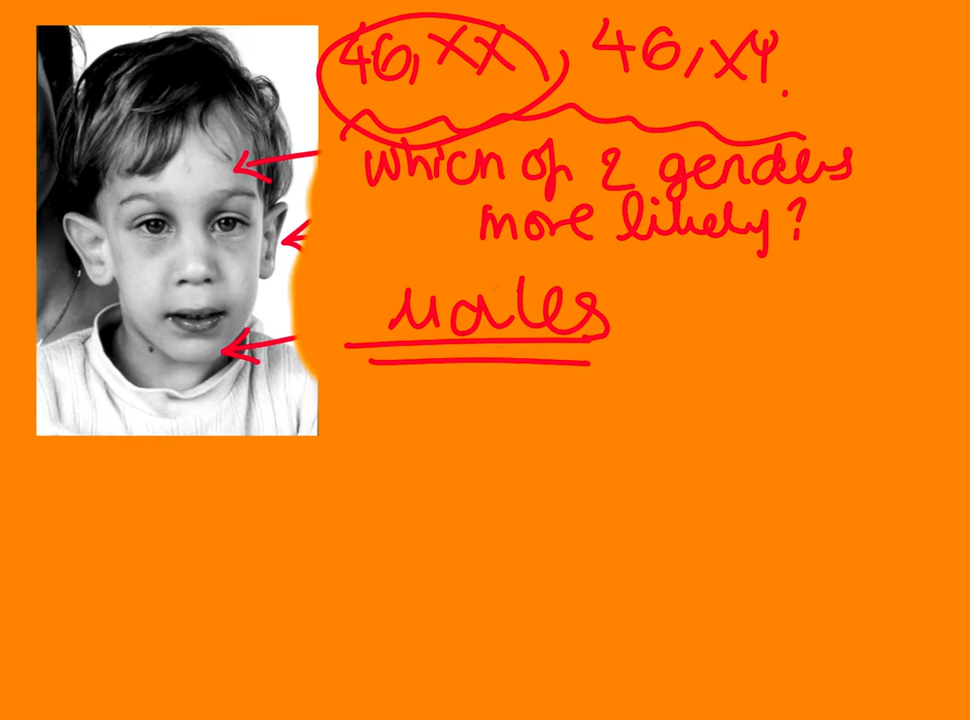 46, XX, 46, XY.
which of 2 genders
more likely?
Males